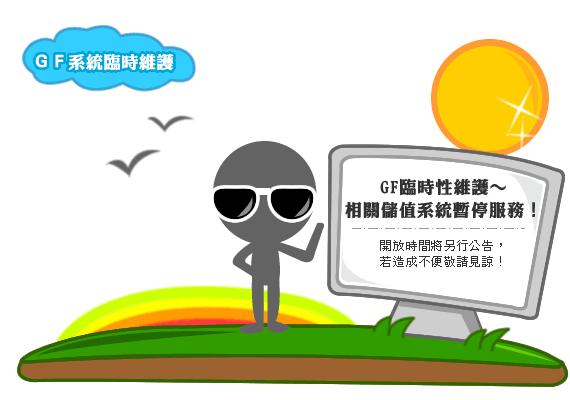 ＧＦ系統臨時維護
GF臨時性維護～
相關儲值系統暫停服務！
開放時間將另行公告，
若造成不便敬請見諒！